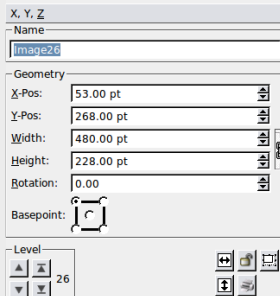 X, Y, Z
Name
Image26
Geometry
X-Pos: 53.00 pt
Y-Pos: 268.00 pt
Width: 480.00 pt
Height: 228.00 pt
Rotation: 0.00
Basepoint:
Level
26